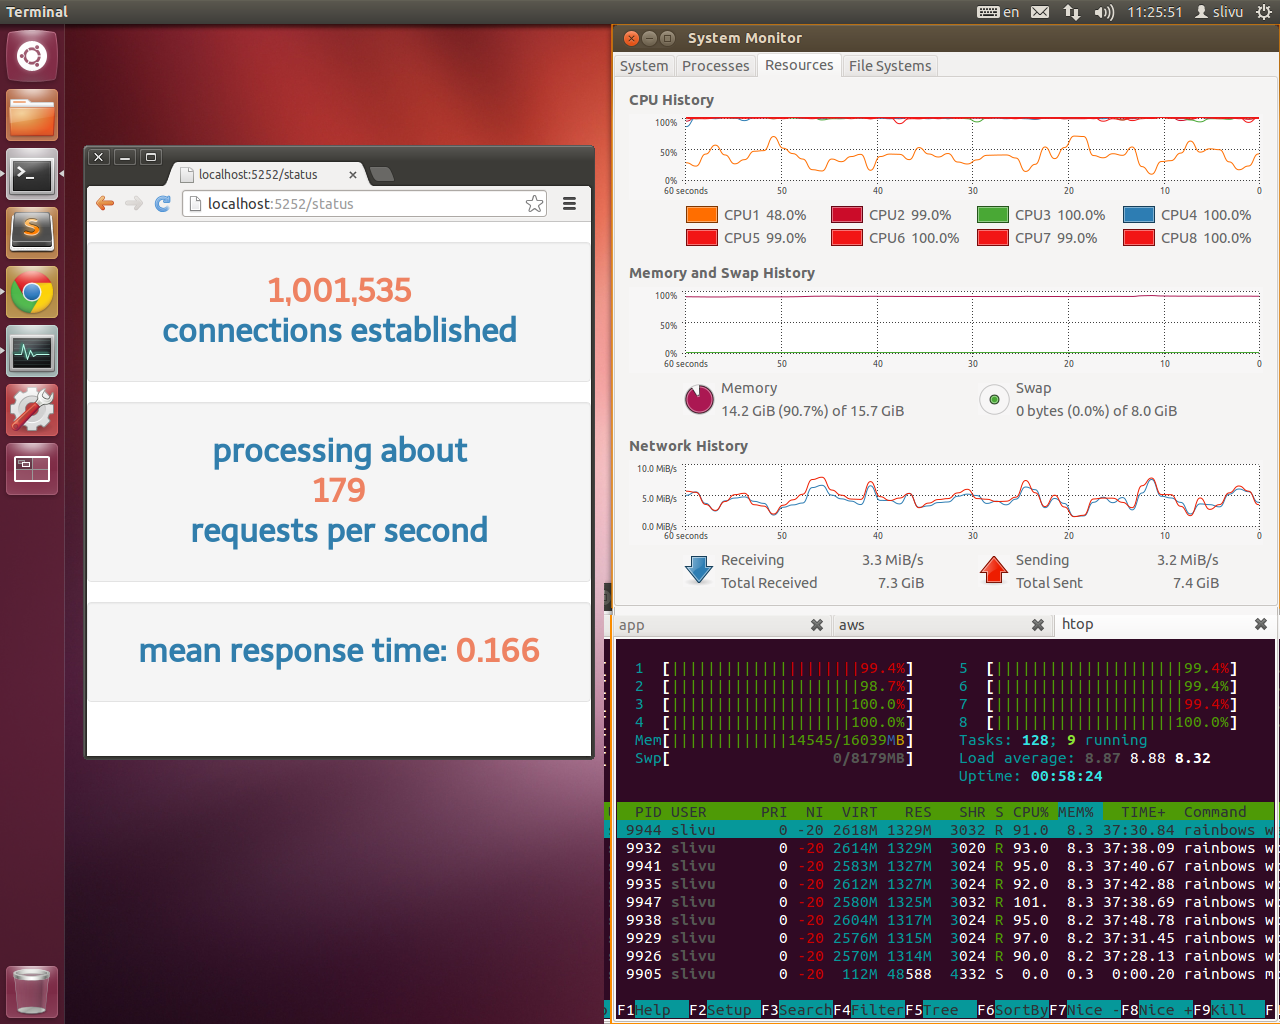 Terminal
en
11:25:51
slivu
localhost:5252/status
localhost:5252/status
1,001,535
connections established
processing about
179
requests per second
mean response time: 0.166
System Monitor
System Processes Resources File Systems
CPU History
100%
50%
0%
60 seconds 50 40 30 20 10 0
CPU1 48.0% CPU2 99.0% CPU3 100.0% CPU4 100.0%
CPU5 99.0% CPU6 100.0% CPU7 99.0% CPU8 100.0%
Memory and Swap History
100%
50%
0%
60 seconds 50 40 30 20 10 0
Memory
14.2 GiB (90.7%) of 15.7 GiB
Swap
0 bytes (0.0%) of 8.0 GiB
Network History
10.0 MiB/s
5.0 MiB/s
0.0 MiB/s
60 seconds 50 40 30 20 10 0
Receiving 3.3 MiB/s
Total Received 7.3 GiB
Sending 3.2 MiB/s
Total Sent 7.4 GiB
app aws htop
1 [|||||||||||||||||||||99.4%] 5 [|||||||||||||||||||||99.4%]
2 [|||||||||||||||||||||98.7%] 6 [|||||||||||||||||||||99.4%]
3 [||||||||||||||||||||100.0%] 7 [|||||||||||||||||||||99.4%]
4 [||||||||||||||||||||100.0%] 8 [||||||||||||||||||||100.0%]
Mem[|||||||||||||14545/16039MB] Tasks: 128; 9 running
Swp[ 0/8179MB] Load average: 8.87 8.88 8.32
Uptime: 00:58:24
PID USER PRI NI VIRT RES SHR S CPU% MEM% TIME+ Command
9944 slivu 0 -20 2618M 1329M 3032 R 91.0 8.3 37:30.84 rainbows w
9932 slivu 0 -20 2614M 1329M 3020 R 93.0 8.3 37:38.09 rainbows w
9941 slivu 0 -20 2583M 1327M 3024 R 95.0 8.3 37:40.67 rainbows w
9935 slivu 0 -20 2612M 1327M 3024 R 92.0 8.3 37:42.88 rainbows w
9947 slivu 0 -20 2580M 1325M 3032 R 101. 8.3 37:38.69 rainbows w
9938 slivu 0 -20 2604M 1317M 3024 R 95.0 8.2 37:48.78 rainbows w
9929 slivu 0 -20 2576M 1315M 3024 R 97.0 8.2 37:31.45 rainbows w
9926 slivu 0 -20 2570M 1314M 3024 R 90.0 8.2 37:28.13 rainbows w
9905 slivu 0 -20 112M 48588 4332 S 0.0 0.3 0:00.20 rainbows m
F1Help F2Setup F3SearchF4FilterF5Tree F6SortByF7Nice -F8Nice +F9Kill F